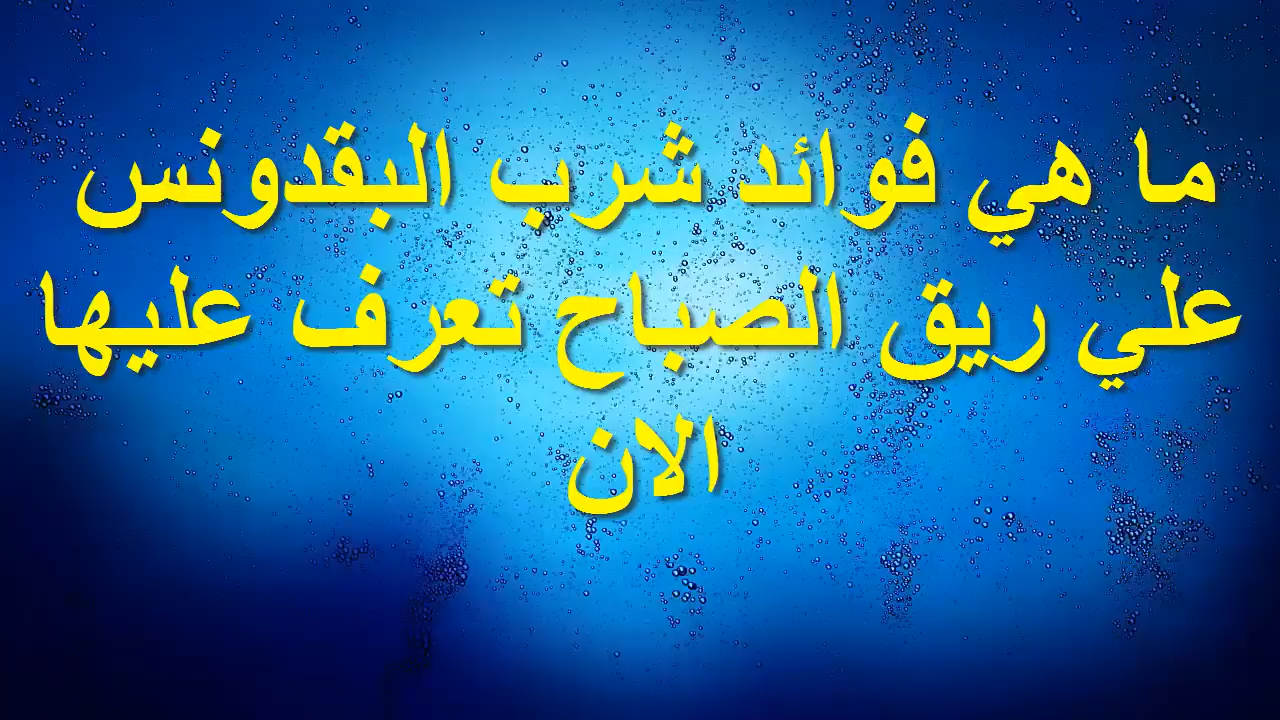 ما هي فوائد شرب البقدونس
علي ريق الصباح تعرف عليها
الان